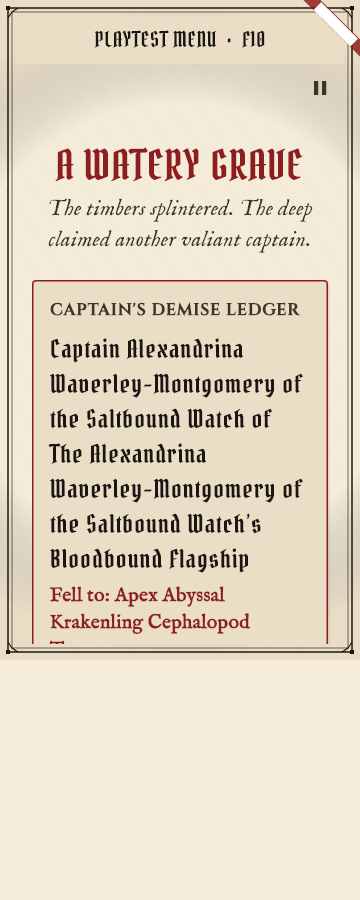 PLAYTEST MENU · F10
A WATERY GRAVE
The timbers splintered. The deep
claimed another valiant captain.
CAPTAIN'S DEMISE LEDGER
Captain Alexandrina
Waverley-Montgomery of
the Saltbound Watch of
The Alexandrina
Waverley-Montgomery of
the Saltbound Watch's
Bloodbound Flagship
Fell to: Apex Abyssal
Krakenling Cephalopod